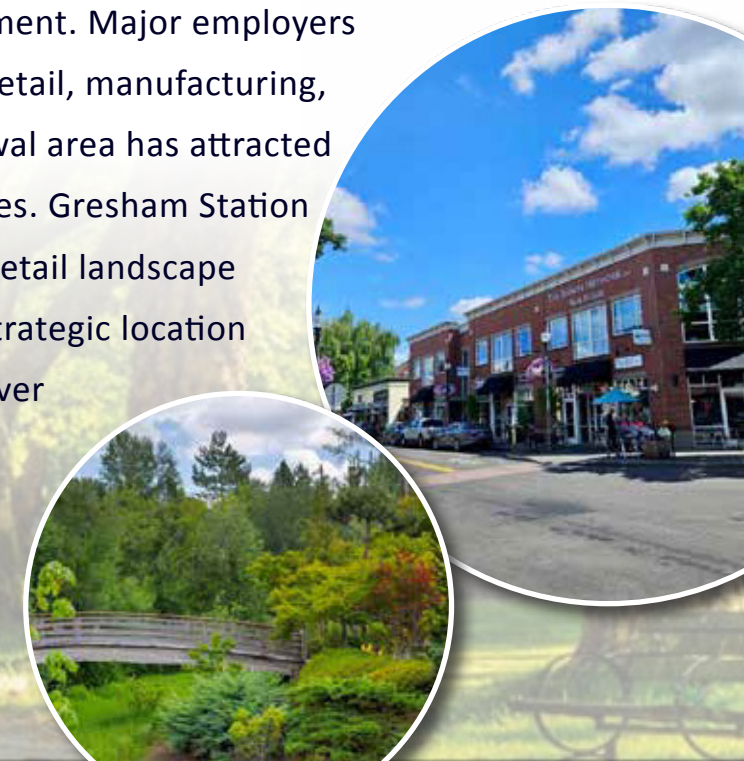 ment. Major employers
etail, manufacturing,
val area has attracted
es. Gresham Station
etail landscape
trategic location
ver